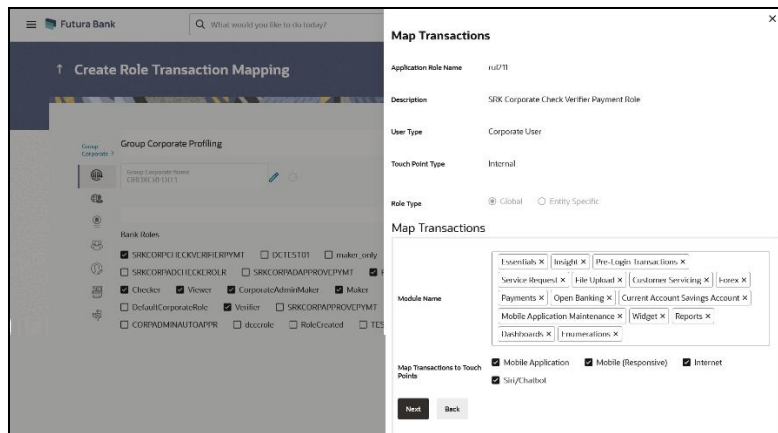 Futura Bank
What would you like to do today?
Create Role Transaction Mapping
Group Corporate >
Group Corporate Profiling
Group Corporate Name
Bank Roles
SRKCORPCHECKVERIFIERPYMT DCTEST01 maker_only
SRKCORPADCHECKEROLR SRKCORPADAPPROVEPYMT
Checker Viewer CorporateAdminMaker Maker
DefaultCorporateRole Verifier SRKCORPAPPROVEPYMT
CORPADMINAUTOAPPR dccrole RoleCreated TES
×
Map Transactions
Application Role Name
Description SRK Corporate Check Verifier Payment Role
User Type Corporate User
Touch Point Type Internal
Role Type Global Entity Specific
Map Transactions
Module Name
Essentials × Insight × Pre-Login Transactions ×
Service Request × File Upload × Customer Servicing × Forex ×
Payments × Open Banking × Current Account Savings Account ×
Mobile Application Maintenance × Widget × Reports ×
Dashboards × Enumerations ×
Map Transactions to Touch Points
Mobile Application Mobile (Responsive) Internet
Siri/Chatbot
Next Back